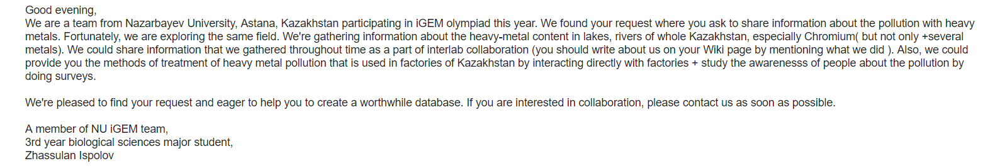 Good evening,
We are a team from Nazarbayev University, Astana, Kazakhstan participating in iGEM olympiad this year. We found your request where you ask to share information about the pollution with heavy
metals. Fortunately, we are exploring the same field. We're gathering information about the heavy-metal content in lakes, rivers of whole Kazakhstan, especially Chromium( but not only +several
metals). We could share information that we gathered throughout time as a part of interlab collaboration (you should write about us on your Wiki page by mentioning what we did ). Also, we could
provide you the methods of treatment of heavy metal pollution that is used in factories of Kazakhstan by interacting directly with factories + study the awarenesss of people about the pollution by
doing surveys.
We're pleased to find your request and eager to help you to create a worthwhile database. If you are interested in collaboration, please contact us as soon as possible.
A member of NU iGEM team,
3rd year biological sciences major student,
Zhassulan Ispolov